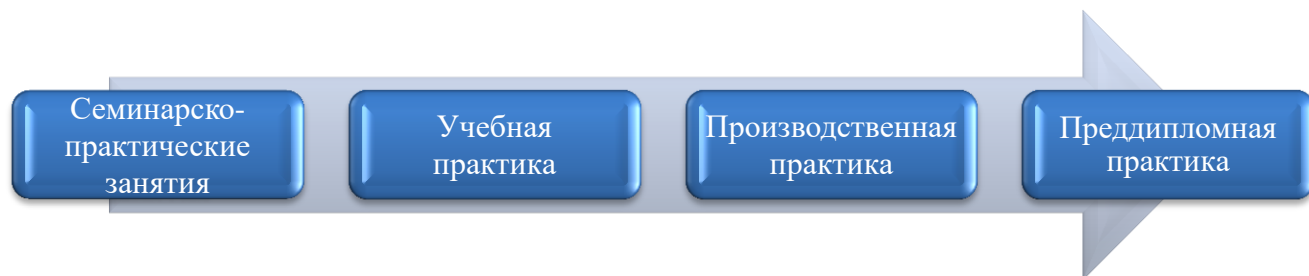 Семинарско-
практические
занятия
Учебная
практика
Производственная
практика
Преддипломная
практика